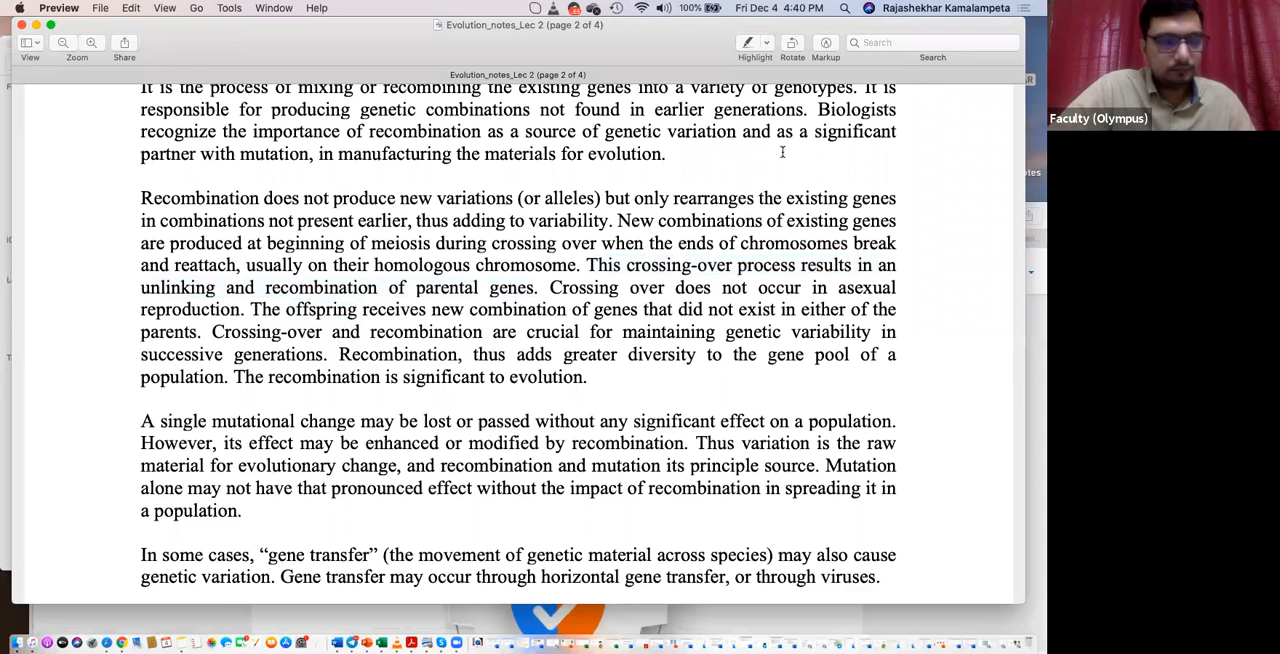 Preview File Edit View Go Tools Window Help 100% Fri Dec 4 4:40 PM Rajashekhar Kamalampeta
Evolution_notes_Lec 2 (page 2 of 4)
Search
View Zoom Share Highlight Rotate Markup Search
Evolution_notes_Lec 2 (page 2 of 4)
It is the process of mixing or recombining the existing genes into a variety of genotypes. It is
responsible for producing genetic combinations not found in earlier generations. Biologists
recognize the importance of recombination as a source of genetic variation and as a significant
partner with mutation, in manufacturing the materials for evolution.
Recombination does not produce new variations (or alleles) but only rearranges the existing genes
in combinations not present earlier, thus adding to variability. New combinations of existing genes
are produced at beginning of meiosis during crossing over when the ends of chromosomes break
and reattach, usually on their homologous chromosome. This crossing-over process results in an
unlinking and recombination of parental genes. Crossing over does not occur in asexual
reproduction. The offspring receives new combination of genes that did not exist in either of the
parents. Crossing-over and recombination are crucial for maintaining genetic variability in
successive generations. Recombination, thus adds greater diversity to the gene pool of a
population. The recombination is significant to evolution.
A single mutational change may be lost or passed without any significant effect on a population.
However, its effect may be enhanced or modified by recombination. Thus variation is the raw
material for evolutionary change, and recombination and mutation its principle source. Mutation
alone may not have that pronounced effect without the impact of recombination in spreading it in
a population.
In some cases, “gene transfer” (the movement of genetic material across species) may also cause
genetic variation. Gene transfer may occur through horizontal gene transfer, or through viruses.
Faculty (Olympus)